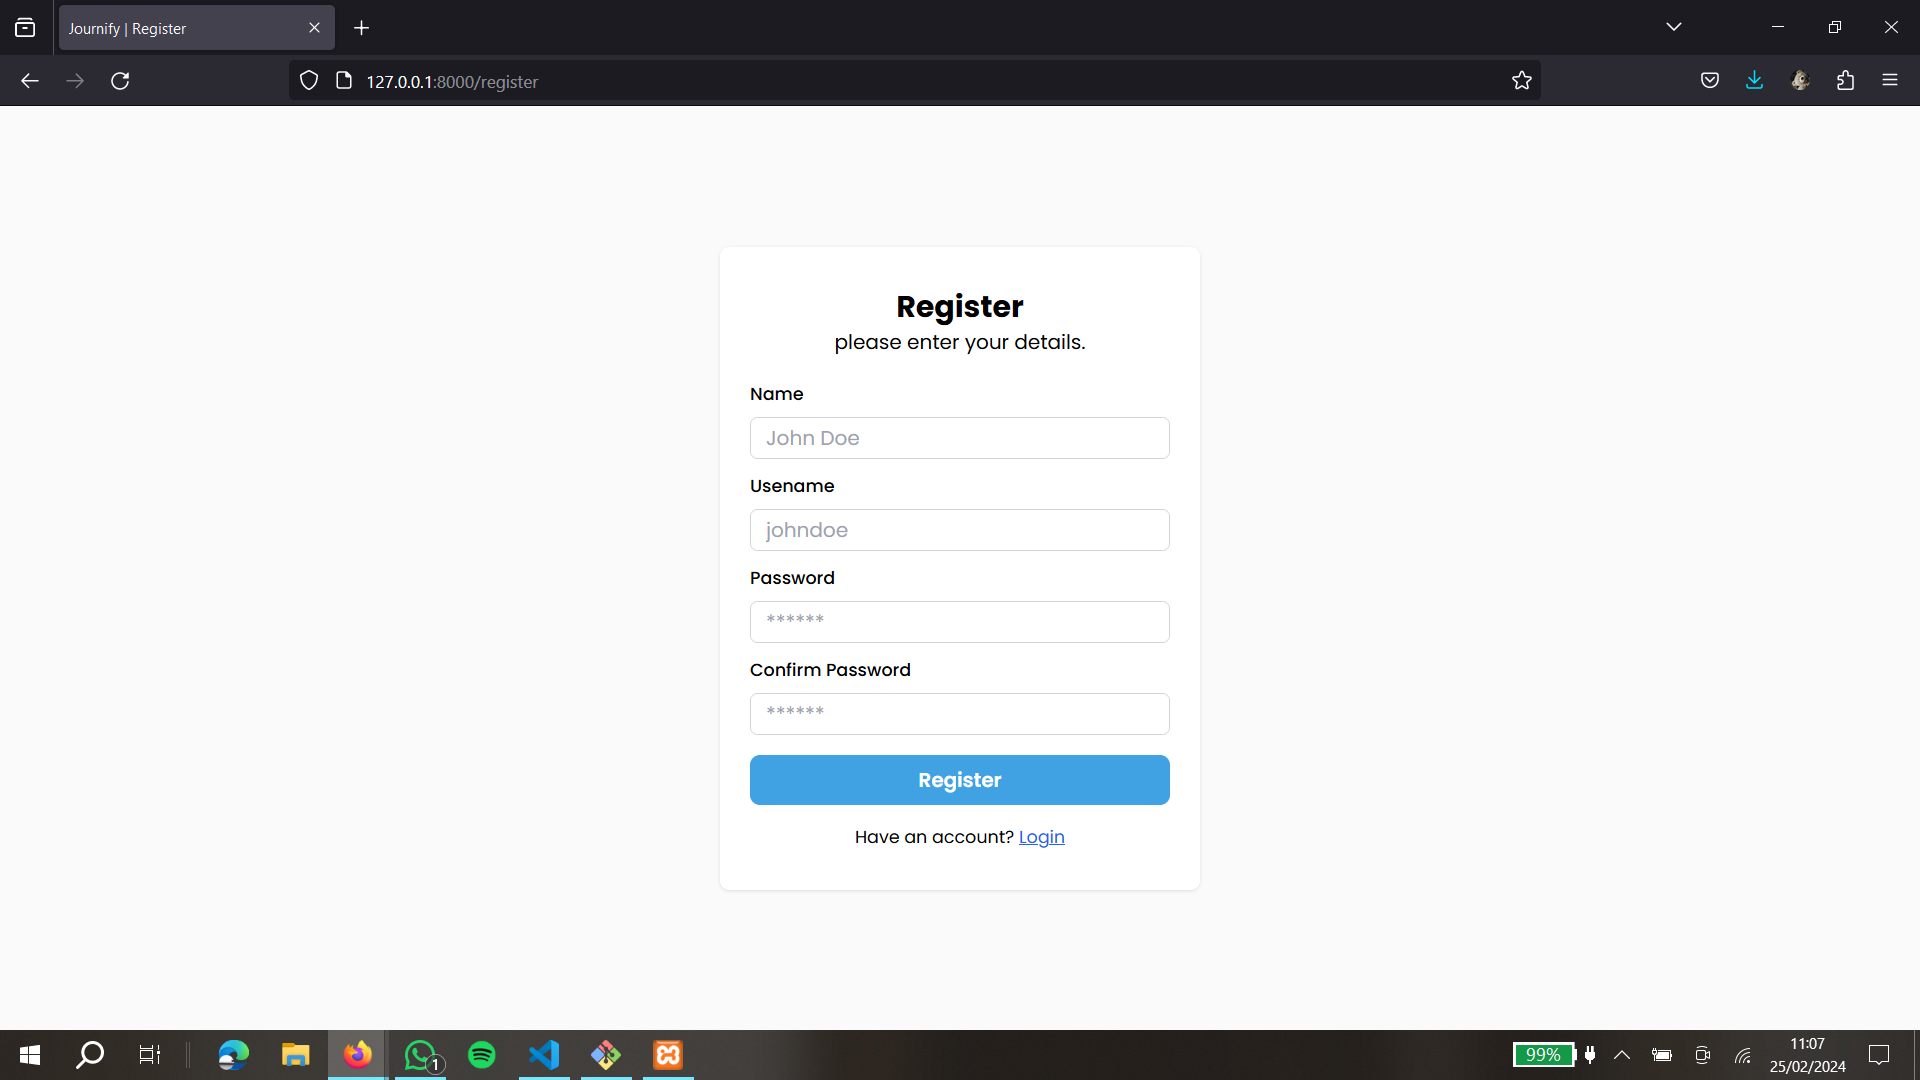 Journify | Register
127.0.0.1:8000/register
Register
please enter your details.
Name
John Doe
Usename
johndoe
Password
******
Confirm Password
******
Register
Have an account? Login
1
99%
11:07
25/02/2024